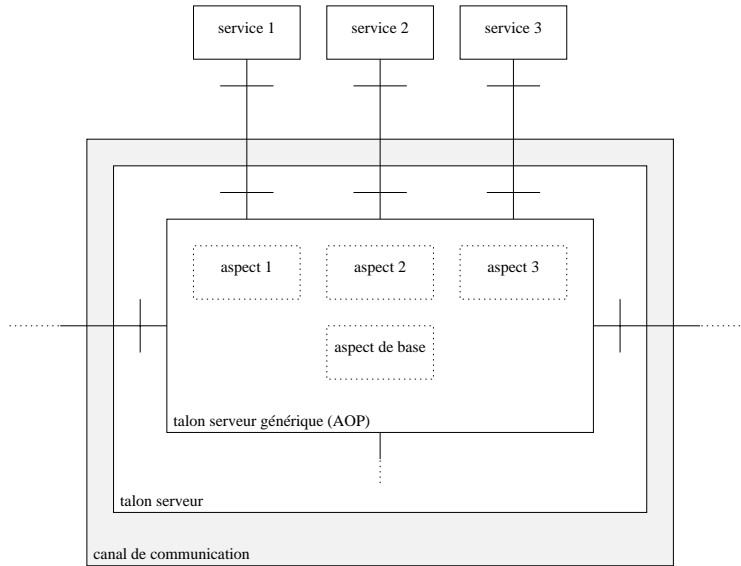 service 1
service 2
service 3
aspect 1
aspect 2
aspect 3
aspect de base
talon serveur générique (AOP)
talon serveur
canal de communication